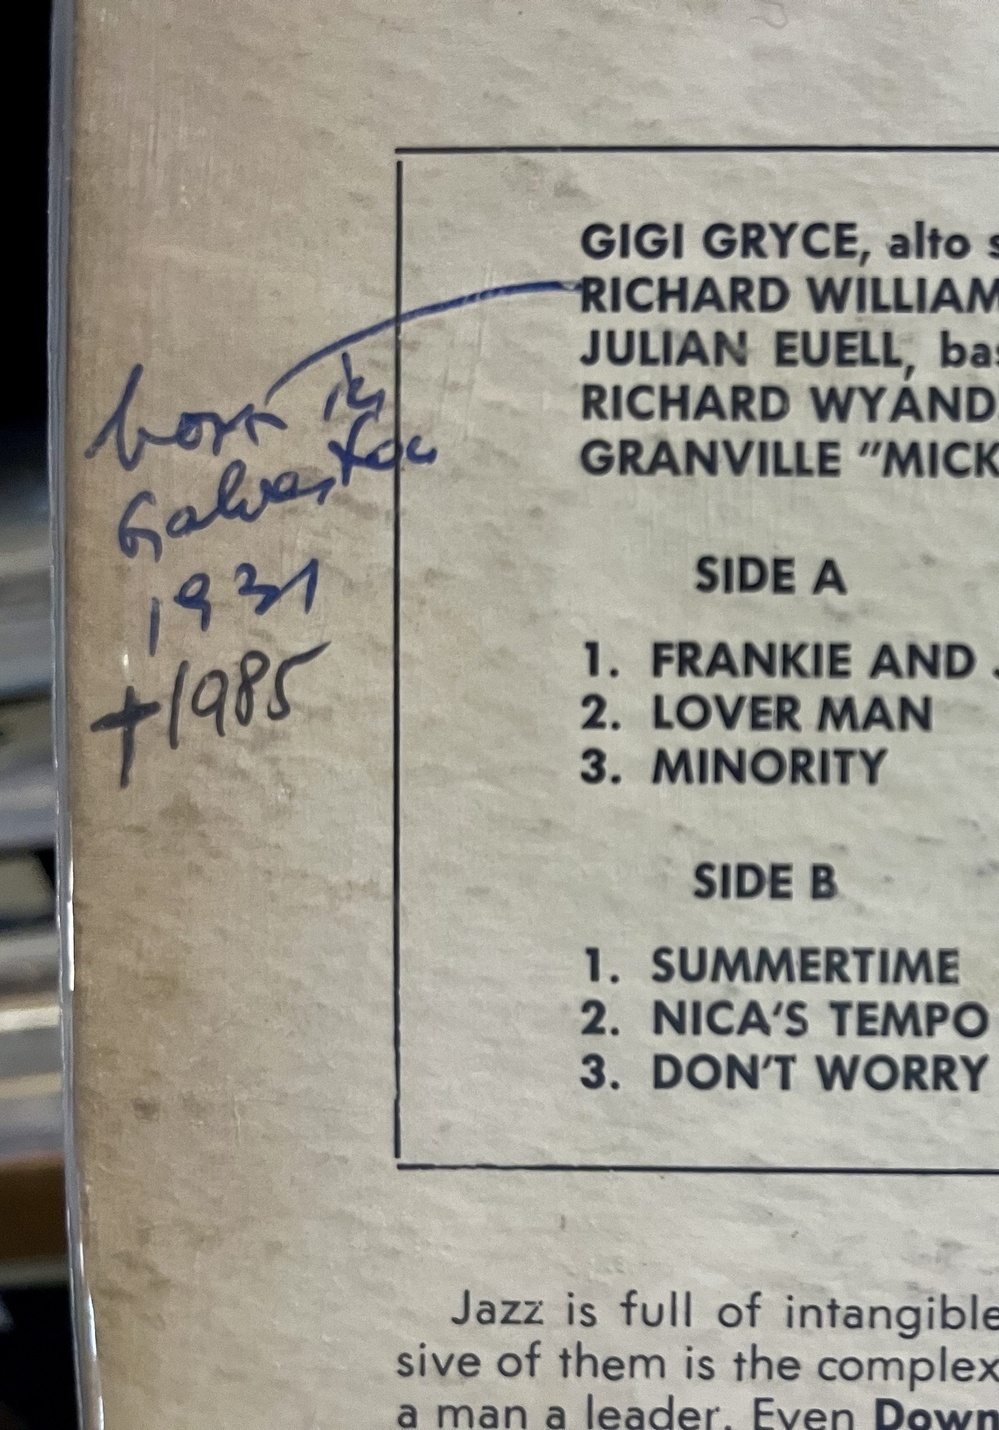 GIGI GRYCE, alto s
RICHARD WILLIAM
JULIAN EUELL, bas
RICHARD WYAND
GRANVILLE "MICK
born in
Galveston
1931
†1985
SIDE A
1. FRANKIE AND J
2. LOVER MAN
3. MINORITY
SIDE B
1. SUMMERTIME
2. NICA'S TEMPO
3. DON'T WORRY
Jazz is full of intangible
sive of them is the complex
a man a leader. Even Down